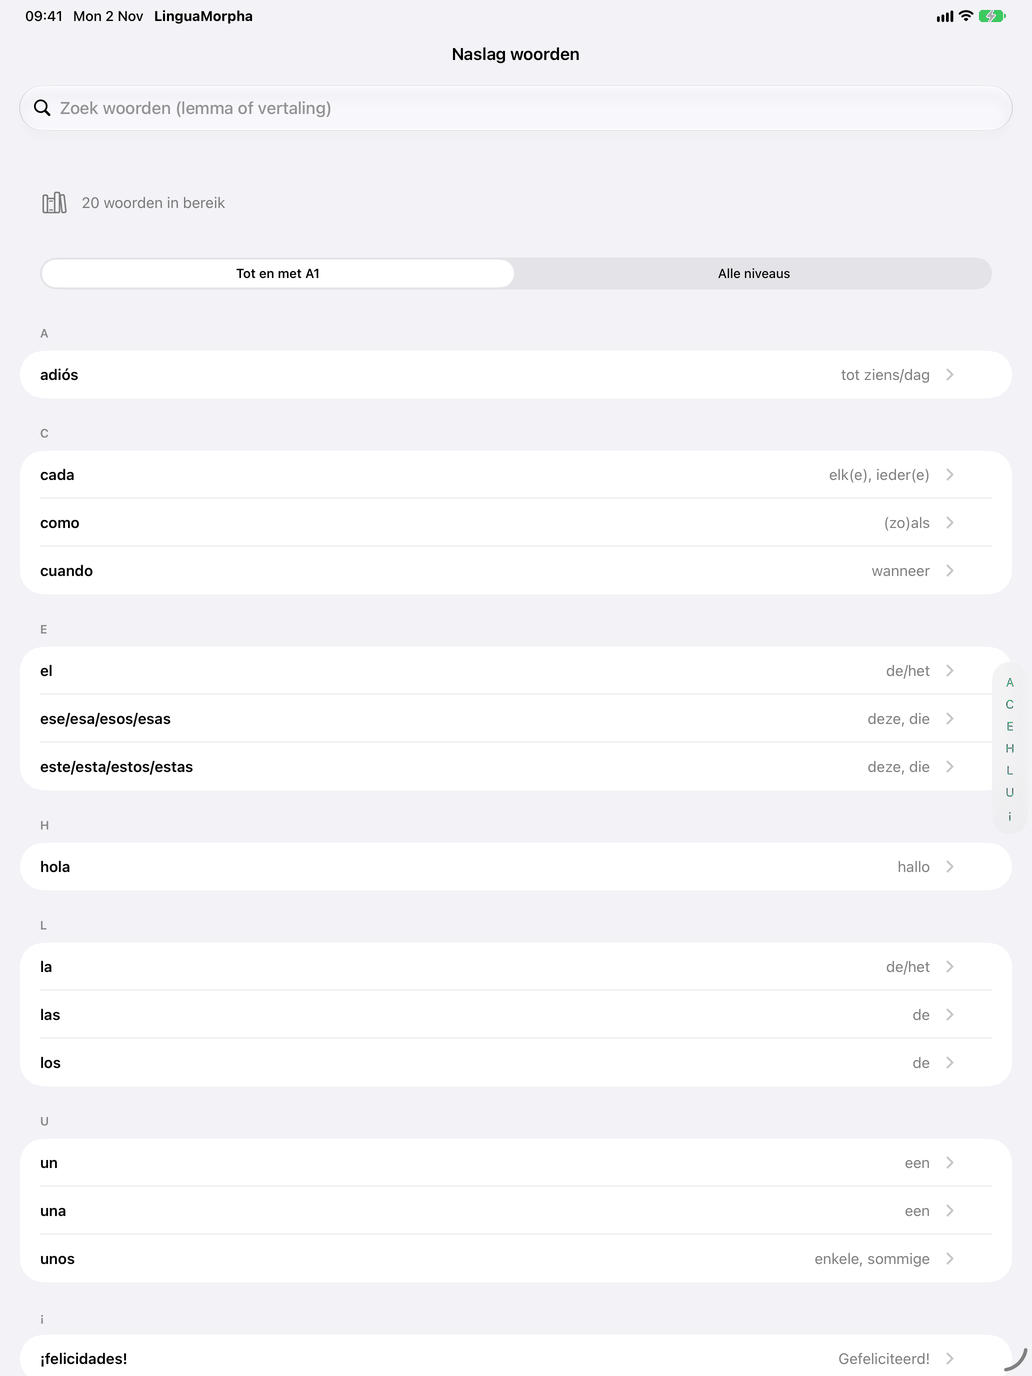 09:41 Mon 2 Nov LinguaMorpha
Naslag woorden
Zoek woorden (lemma of vertaling)
20 woorden in bereik
Tot en met A1 Alle niveaus
A
adiós tot ziens/dag
C
cada elk(e), ieder(e)
como (zo)als
cuando wanneer
E
el de/het
ese/esa/esos/esas deze, die
este/esta/estos/estas deze, die
H
hola hallo
L
la de/het
las de
los de
U
un een
una een
unos enkele, sommige
¡
¡felicidades! Gefeliciteerd!
A
C
E
H
L
U
¡